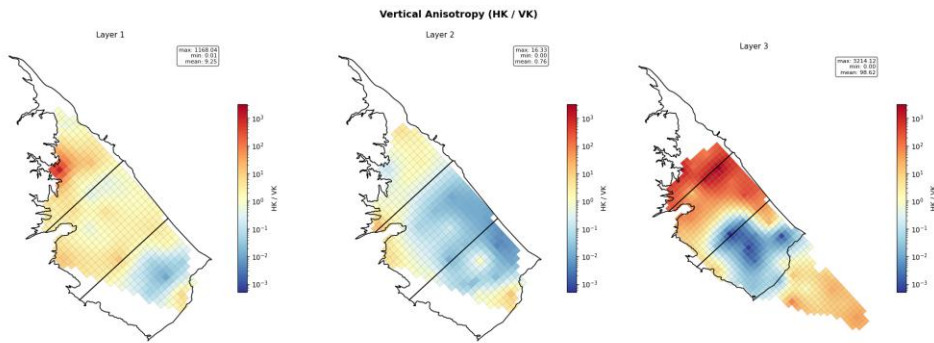 Vertical Anisotropy (HK / VK)
Layer 1
max: 1168.04
min: 0.01
mean: 9.25
10³
10²
10¹
10⁰
10⁻¹
10⁻²
10⁻³
HK / VK
Layer 2
max: 16.33
min: 0.00
mean: 0.76
10³
10²
10¹
10⁰
10⁻¹
10⁻²
10⁻³
HK / VK
Layer 3
max: 3214.12
min: 0.00
mean: 98.62
10³
10²
10¹
10⁰
10⁻¹
10⁻²
10⁻³
HK / VK